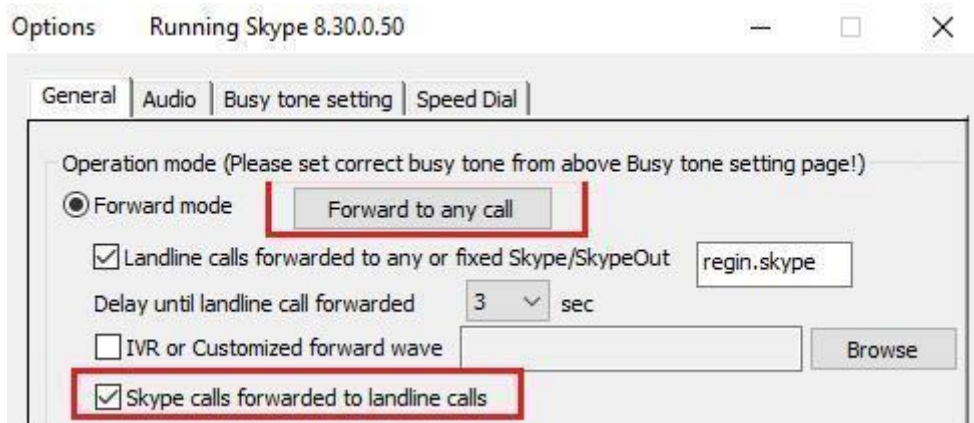 Options Running Skype 8.30.0.50
General Audio Busy tone setting Speed Dial
Operation mode (Please set correct busy tone from above Busy tone setting page!)
Forward mode Forward to any call
Landline calls forwarded to any or fixed Skype/SkypeOut regin.skype
Delay until landline call forwarded 3 sec
IVR or Customized forward wave Browse
Skype calls forwarded to landline calls